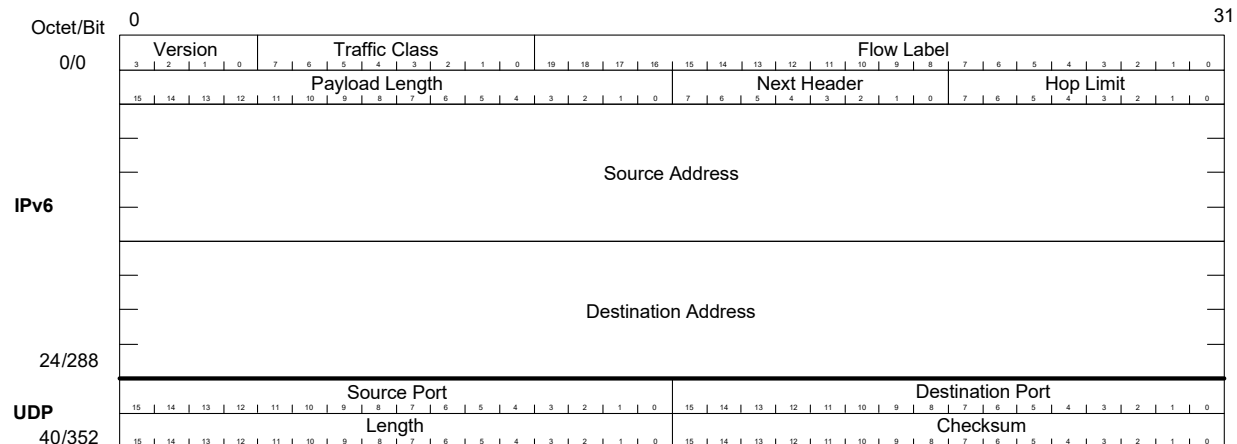 Octet/Bit 0 31
0/0 Version Traffic Class Flow Label
3 2 1 0 7 6 5 4 3 2 1 0 19 18 17 16 15 14 13 12 11 10 9 8 7 6 5 4 3 2 1 0
Payload Length Next Header Hop Limit
15 14 13 12 11 10 9 8 7 6 5 4 3 2 1 0 7 6 5 4 3 2 1 0 7 6 5 4 3 2 1 0
Source Address
IPv6
Destination Address
24/288
Source Port Destination Port
15 14 13 12 11 10 9 8 7 6 5 4 3 2 1 0 15 14 13 12 11 10 9 8 7 6 5 4 3 2 1 0
UDP
Length Checksum
40/352
15 14 13 12 11 10 9 8 7 6 5 4 3 2 1 0 15 14 13 12 11 10 9 8 7 6 5 4 3 2 1 0